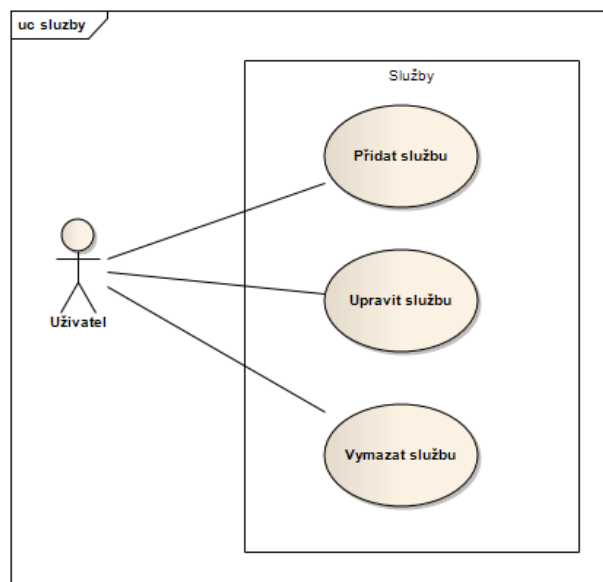 uc sluzby
Služby
Přidat službu
Upravit službu
Uživatel
Vymazat službu